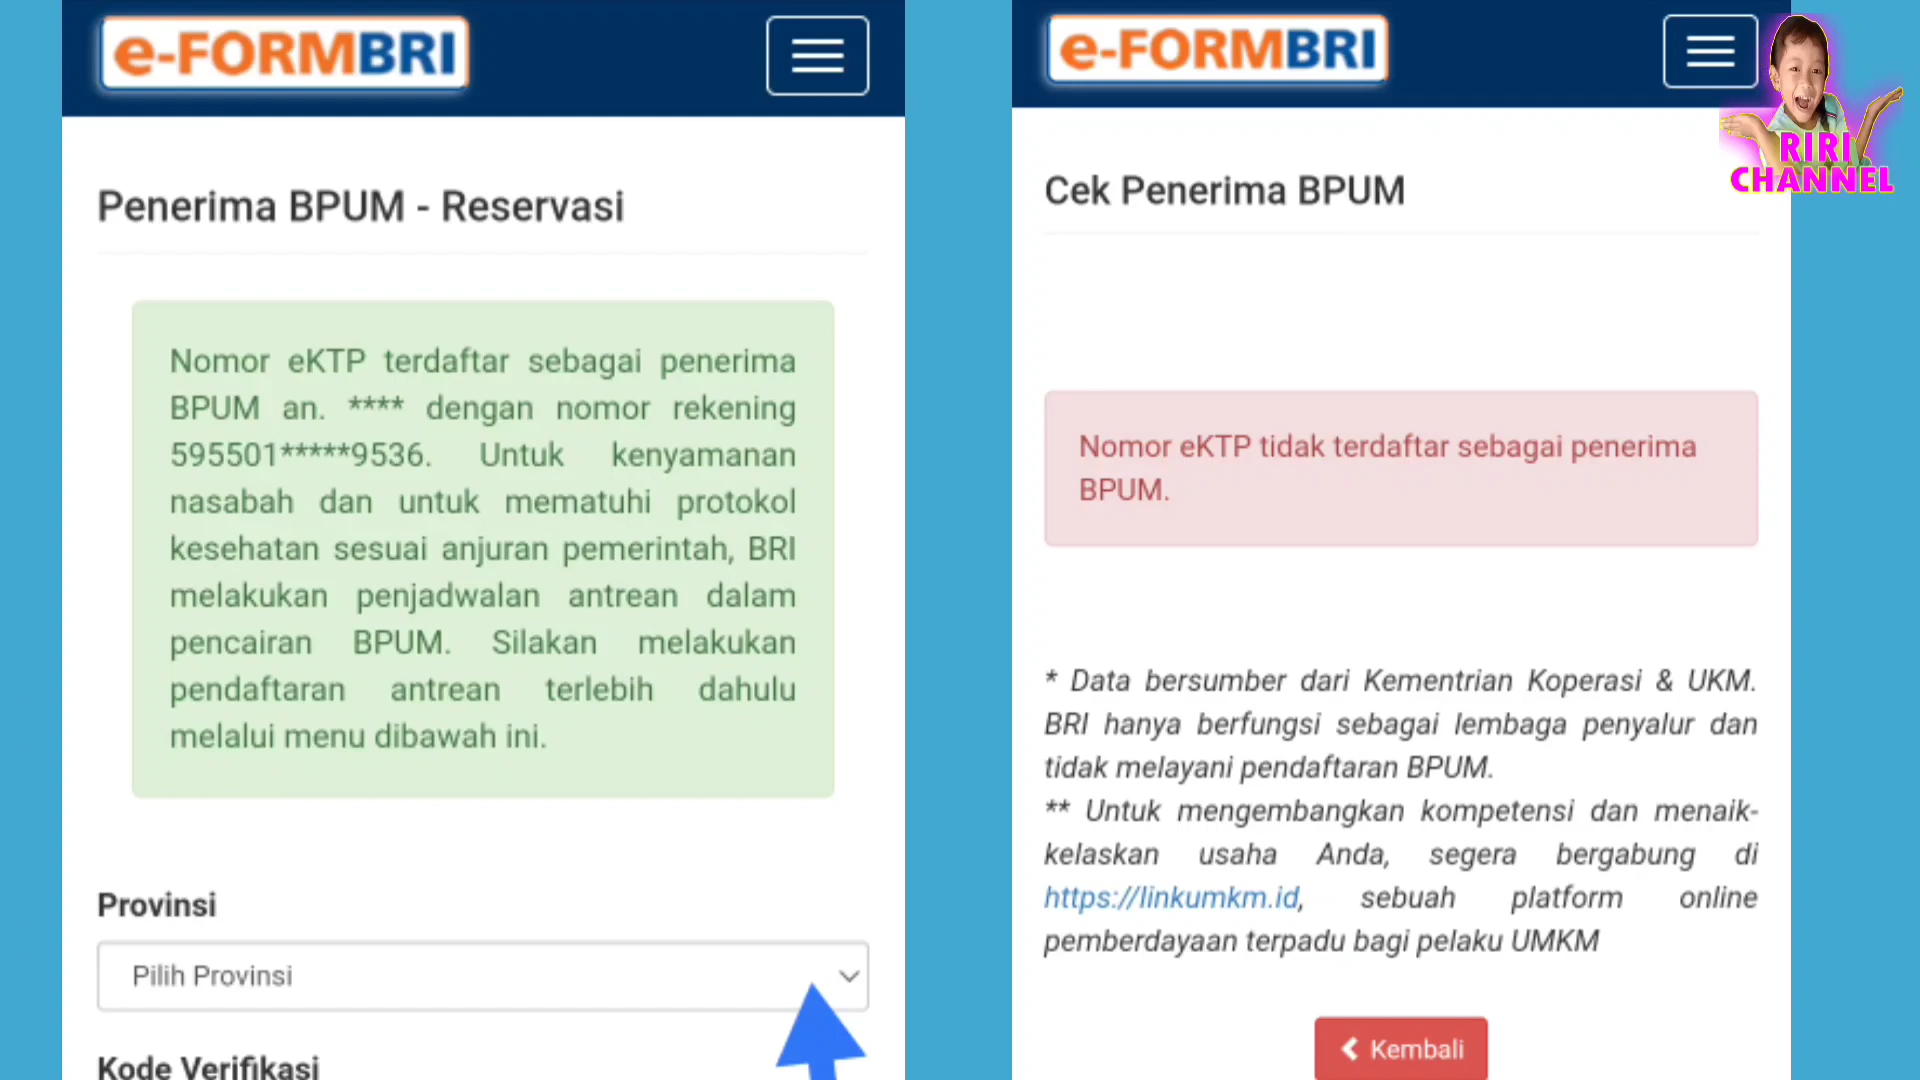 e-FORMBRI
Penerima BPUM - Reservasi
Nomor eKTP terdaftar sebagai penerima
BPUM an. **** dengan nomor rekening
595501*****9536. Untuk kenyamanan
nasabah dan untuk mematuhi protokol
kesehatan sesuai anjuran pemerintah, BRI
melakukan penjadwalan antrean dalam
pencairan BPUM. Silakan melakukan
pendaftaran antrean terlebih dahulu
melalui menu dibawah ini.
Provinsi
Pilih Provinsi
Kode Verifikasi
e-FORMBRI
Cek Penerima BPUM
Nomor eKTP tidak terdaftar sebagai penerima
BPUM.
* Data bersumber dari Kementrian Koperasi & UKM.
BRI hanya berfungsi sebagai lembaga penyalur dan
tidak melayani pendaftaran BPUM.
** Untuk mengembangkan kompetensi dan menaik-
kelaskan usaha Anda, segera bergabung di
https://linkumkm.id, sebuah platform online
pemberdayaan terpadu bagi pelaku UMKM
Kembali
RIRI
CHANNEL